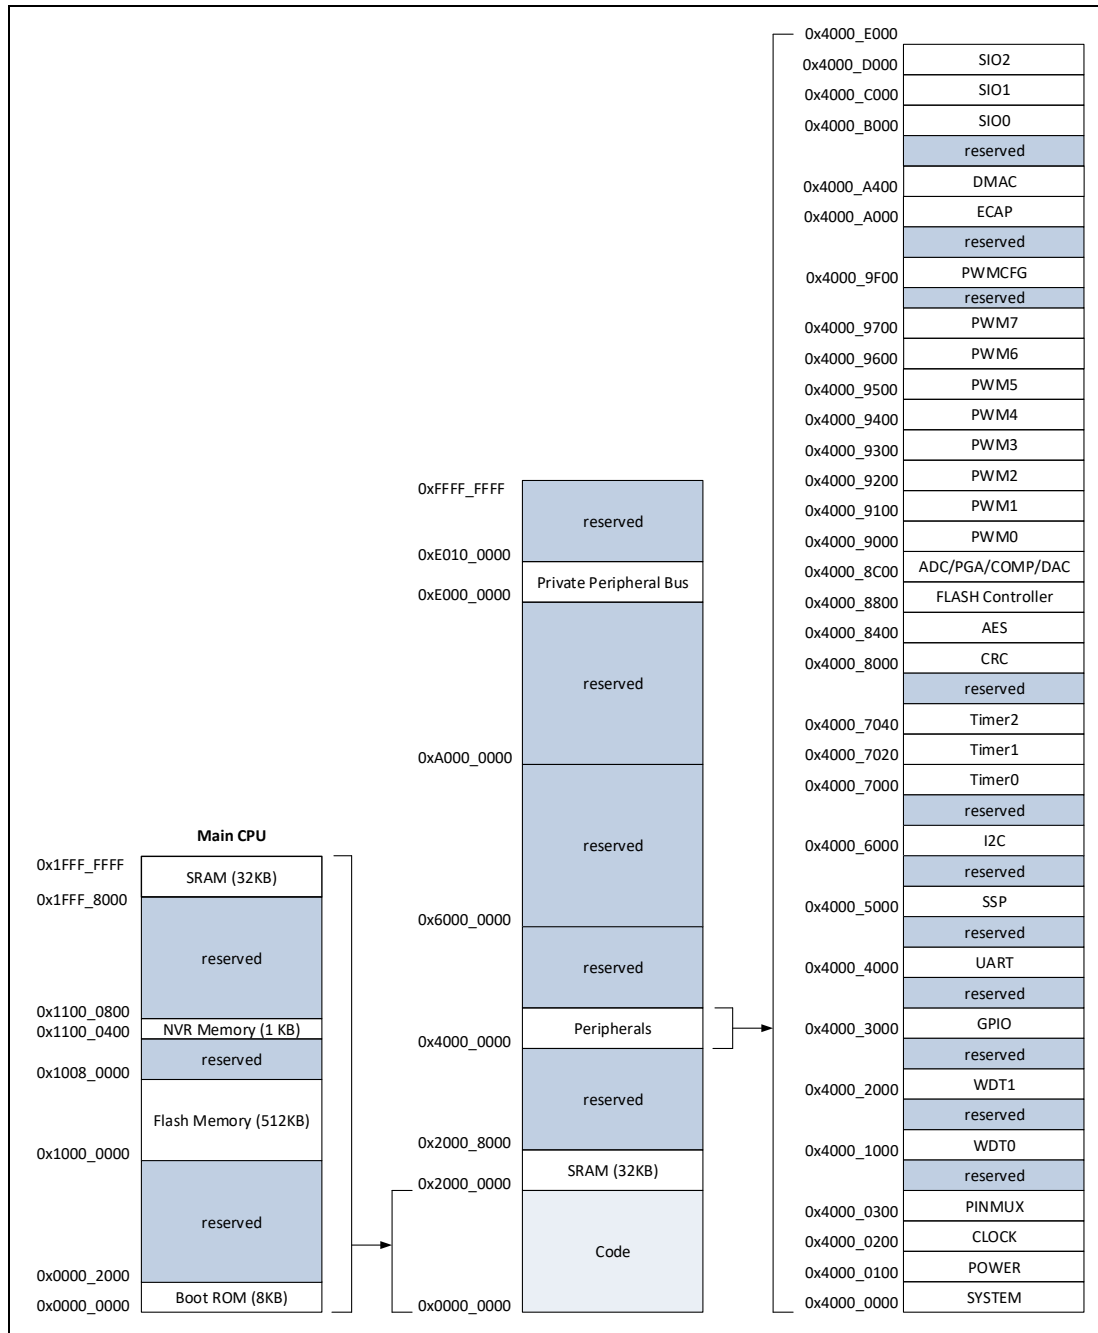 Main CPU
0x1FFF_FFFF
SRAM (32KB)
0x1FFF_8000
reserved
0x1100_0800
NVR Memory (1 KB)
0x1100_0400
reserved
0x1008_0000
Flash Memory (512KB)
0x1000_0000
reserved
0x0000_2000
Boot ROM (8KB)
0x0000_0000
0xFFFF_FFFF
reserved
0xE010_0000
Private Peripheral Bus
0xE000_0000
reserved
0xA000_0000
reserved
0x6000_0000
reserved
Peripherals
0x4000_0000
reserved
0x2000_8000
SRAM (32KB)
0x2000_0000
Code
0x0000_0000
0x4000_E000
SIO2
0x4000_D000
SIO1
0x4000_C000
SIO0
0x4000_B000
reserved
DMAC
0x4000_A400
ECAP
0x4000_A000
reserved
PWMCFG
0x4000_9F00
reserved
PWM7
0x4000_9700
PWM6
0x4000_9600
PWM5
0x4000_9500
PWM4
0x4000_9400
PWM3
0x4000_9300
PWM2
0x4000_9200
PWM1
0x4000_9100
PWM0
0x4000_9000
ADC/PGA/COMP/DAC
0x4000_8C00
FLASH Controller
0x4000_8800
AES
0x4000_8400
CRC
0x4000_8000
reserved
Timer2
0x4000_7040
Timer1
0x4000_7020
Timer0
0x4000_7000
reserved
I2C
0x4000_6000
reserved
SSP
0x4000_5000
reserved
UART
0x4000_4000
reserved
GPIO
0x4000_3000
reserved
WDT1
0x4000_2000
reserved
WDT0
0x4000_1000
reserved
PINMUX
0x4000_0300
CLOCK
0x4000_0200
POWER
0x4000_0100
SYSTEM
0x4000_0000